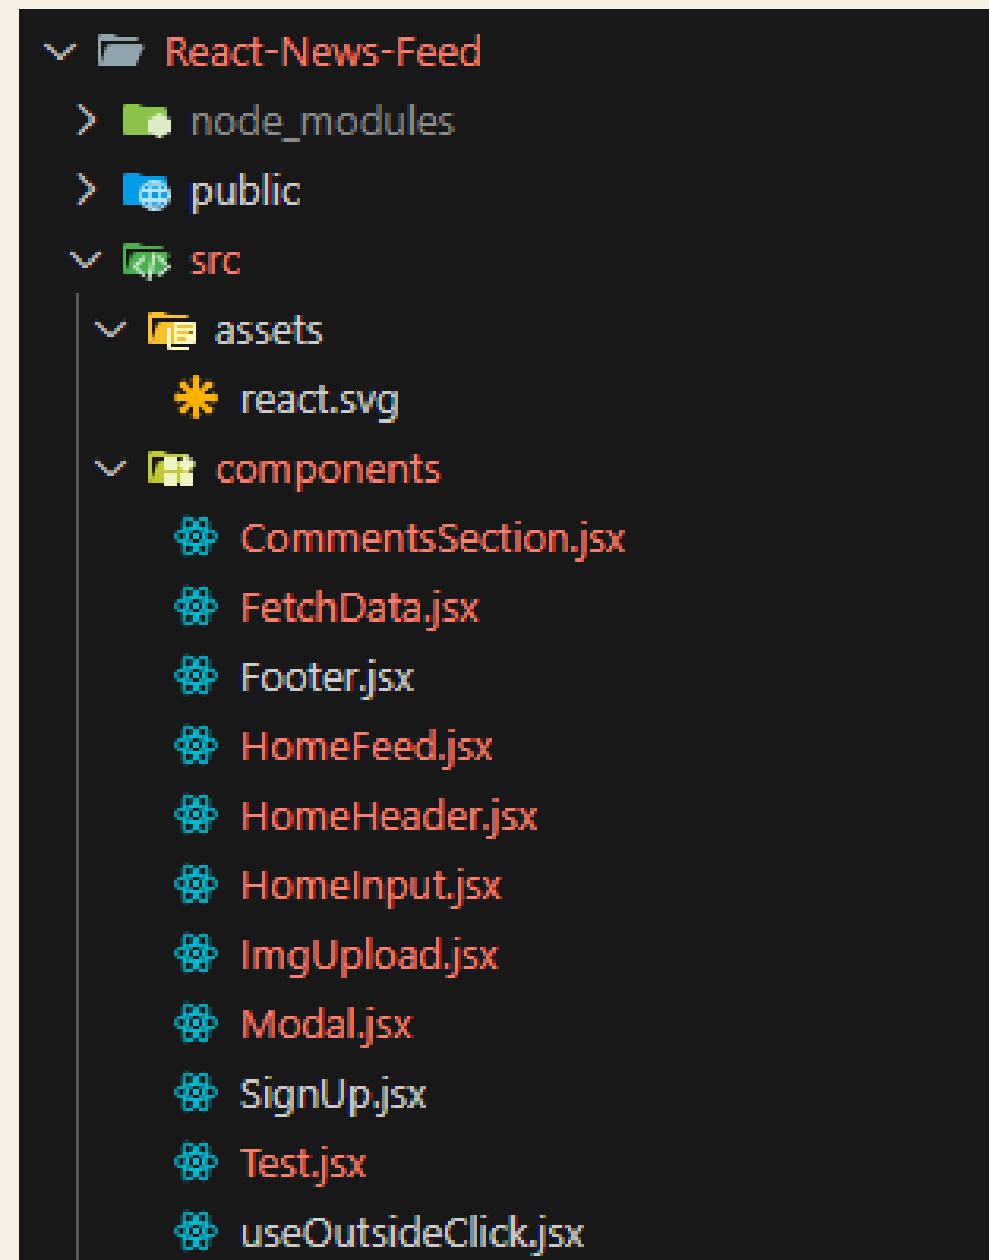 React-News-Feed
node_modules
public
src
assets
react.svg
components
CommentsSection.jsx
FetchData.jsx
Footer.jsx
HomeFeed.jsx
HomeHeader.jsx
HomeInput.jsx
ImgUpload.jsx
Modal.jsx
SignUp.jsx
Test.jsx
useOutsideClick.jsx